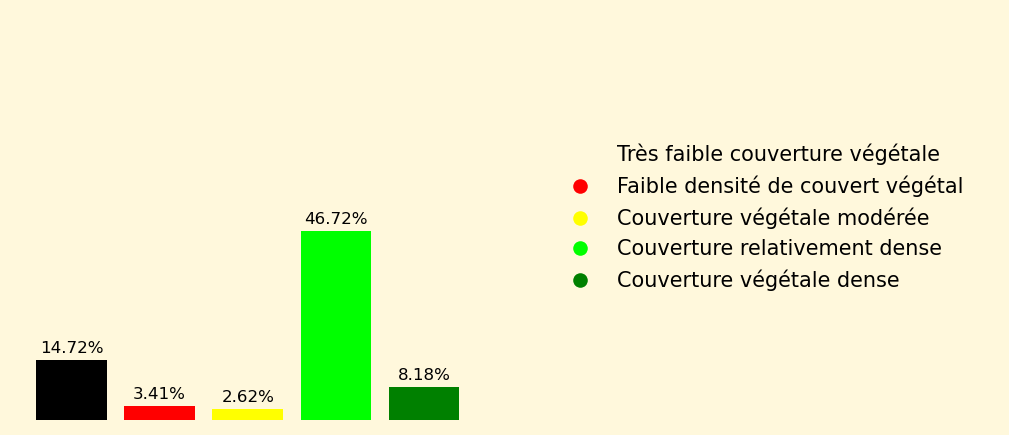 14.72%
3.41%
2.62%
46.72%
8.18%
Très faible couverture végétale
Faible densité de couvert végétal
Couverture végétale modérée
Couverture relativement dense
Couverture végétale dense